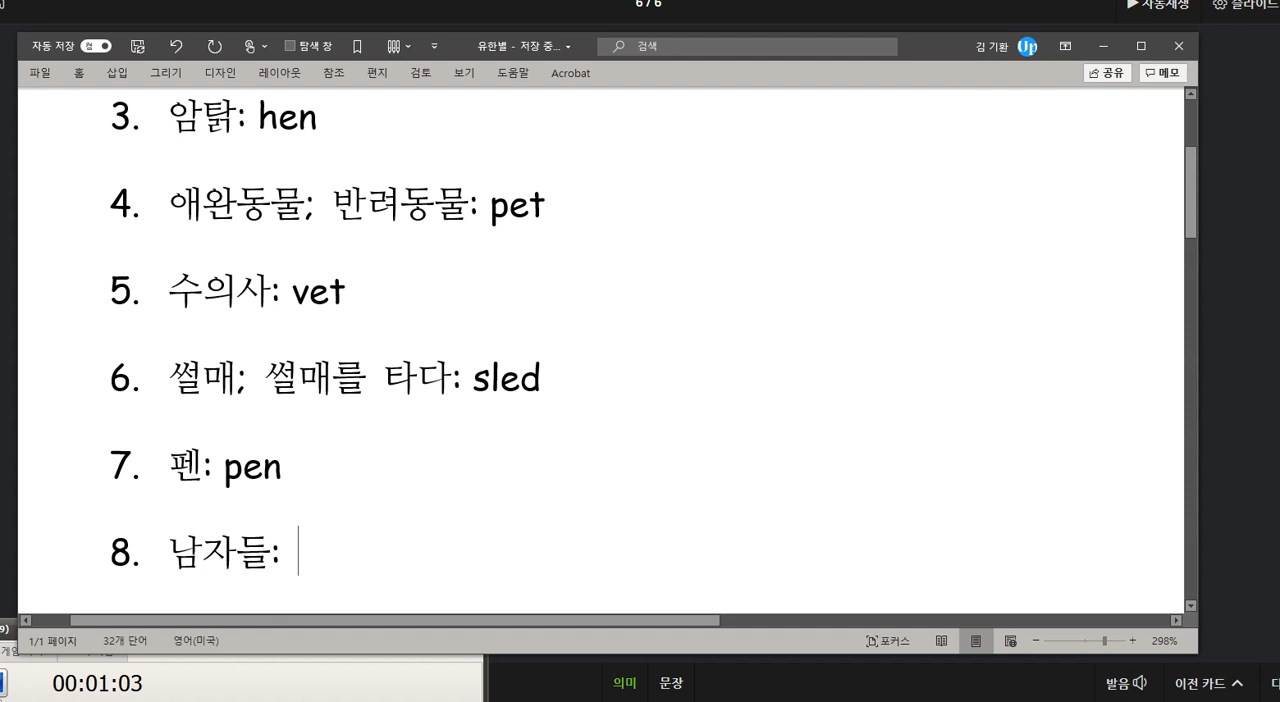 6 / 6
▶ 자동재생
슬라이드
자동 저장 컴
탐색 창
유한별 - 저장 중...
검색
김 기환
Up
파일 홈 삽입 그리기 디자인 레이아웃 참조 편지 검토 보기 도움말 Acrobat
공유 메모
3. 암탉: hen
4. 애완동물; 반려동물: pet
5. 수의사: vet
6. 썰매; 썰매를 타다: sled
7. 펜: pen
8. 남자들:
1/1 페이지 32개 단어 영어(미국) 포커스 298%
00:01:03
의미 문장 발음 이전 카드